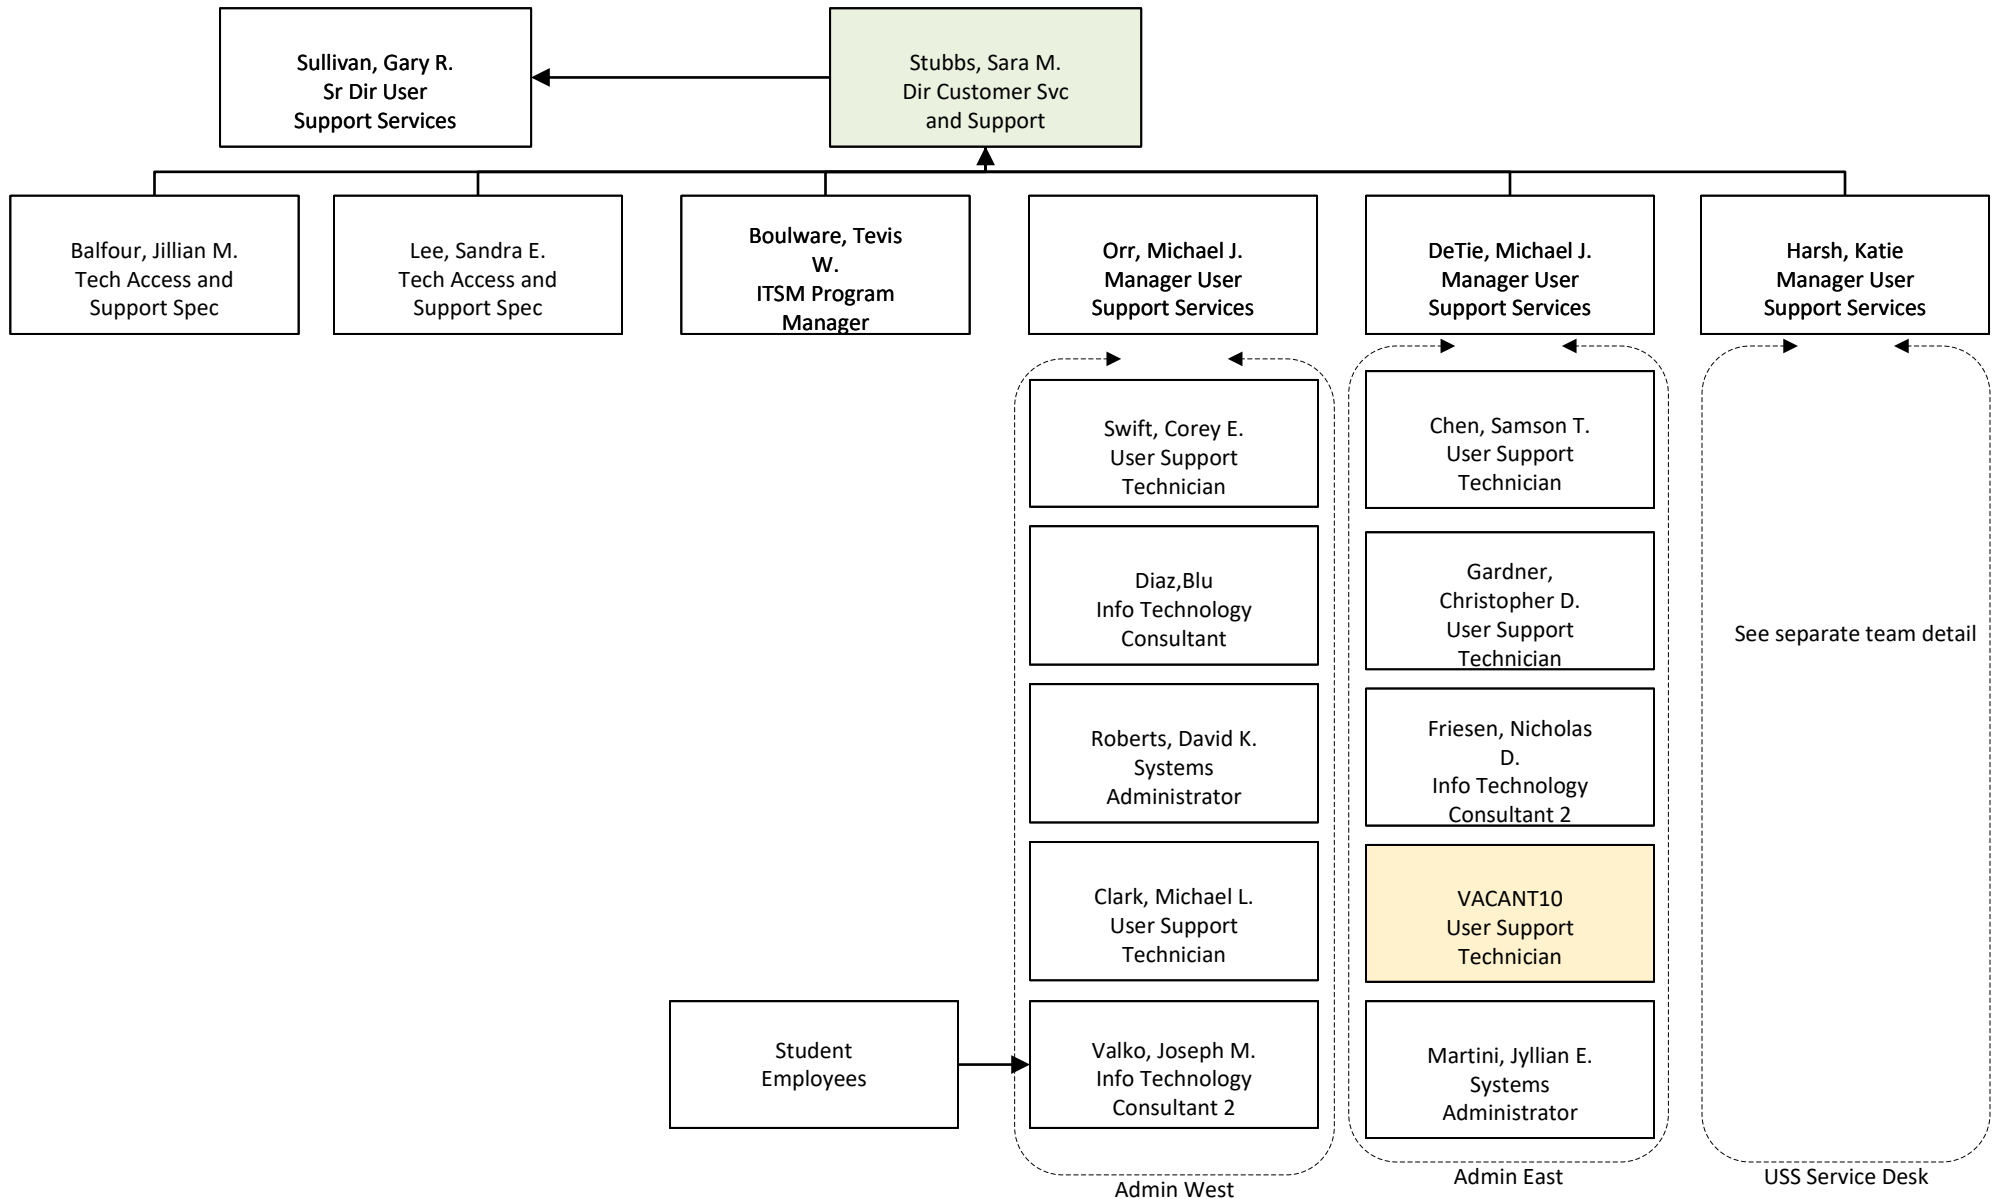 Sullivan, Gary R.
Sr Dir User
Support Services
Stubbs, Sara M.
Dir Customer Svc
and Support
Balfour, Jillian M.
Tech Access and
Support Spec
Lee, Sandra E.
Tech Access and
Support Spec
Boulware, Tevis
W.
ITSM Program
Manager
Orr, Michael J.
Manager User
Support Services
DeTie, Michael J.
Manager User
Support Services
Harsh, Katie
Manager User
Support Services
Swift, Corey E.
User Support
Technician
Diaz,Blu
Info Technology
Consultant
Roberts, David K.
Systems
Administrator
Clark, Michael L.
User Support
Technician
Student
Employees
Valko, Joseph M.
Info Technology
Consultant 2
Admin West
Chen, Samson T.
User Support
Technician
Gardner,
Christopher D.
User Support
Technician
Friesen, Nicholas
D.
Info Technology
Consultant 2
VACANT10
User Support
Technician
Martini, Jyllian E.
Systems
Administrator
Admin East
See separate team detail
USS Service Desk